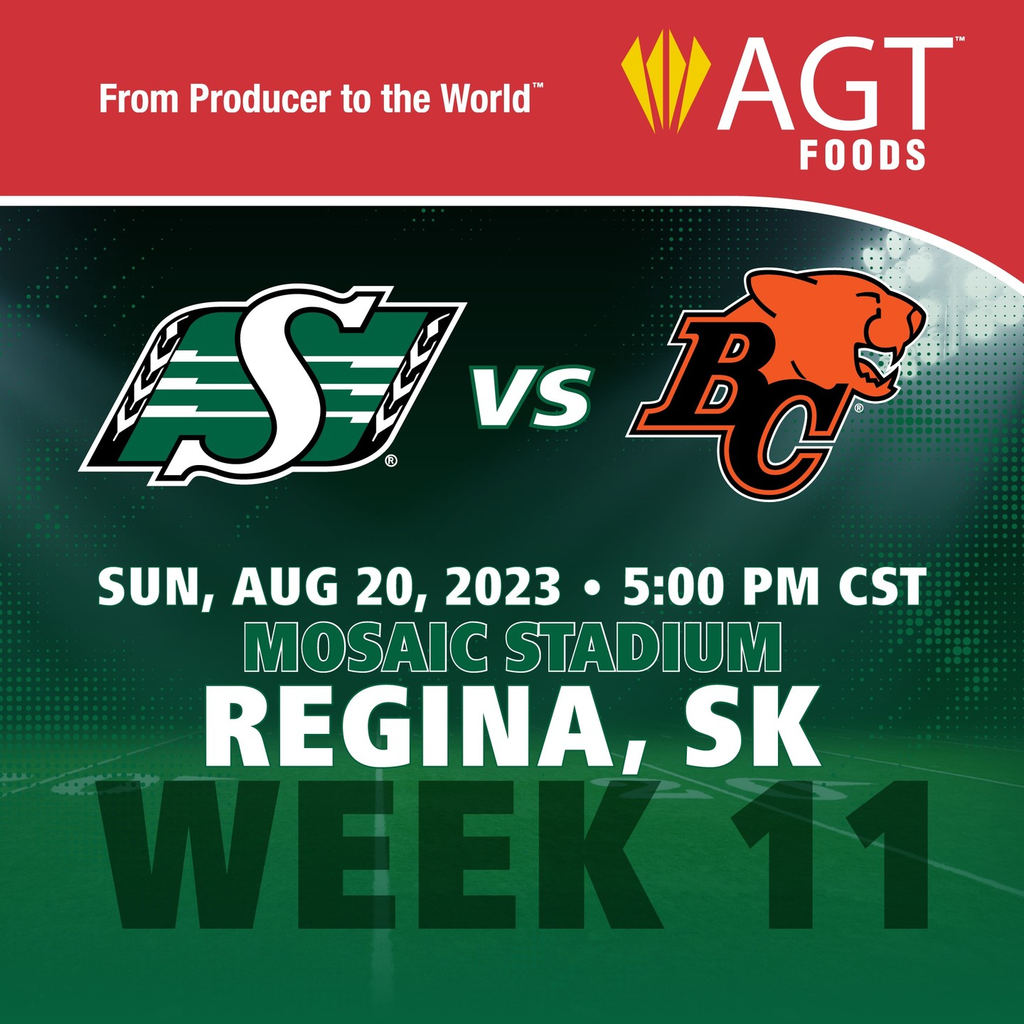 From Producer to the World™
AGT™
FOODS
S
®
VS
BC
®
SUN, AUG 20, 2023 • 5:00 PM CST
MOSAIC STADIUM
REGINA, SK
WEEK 11